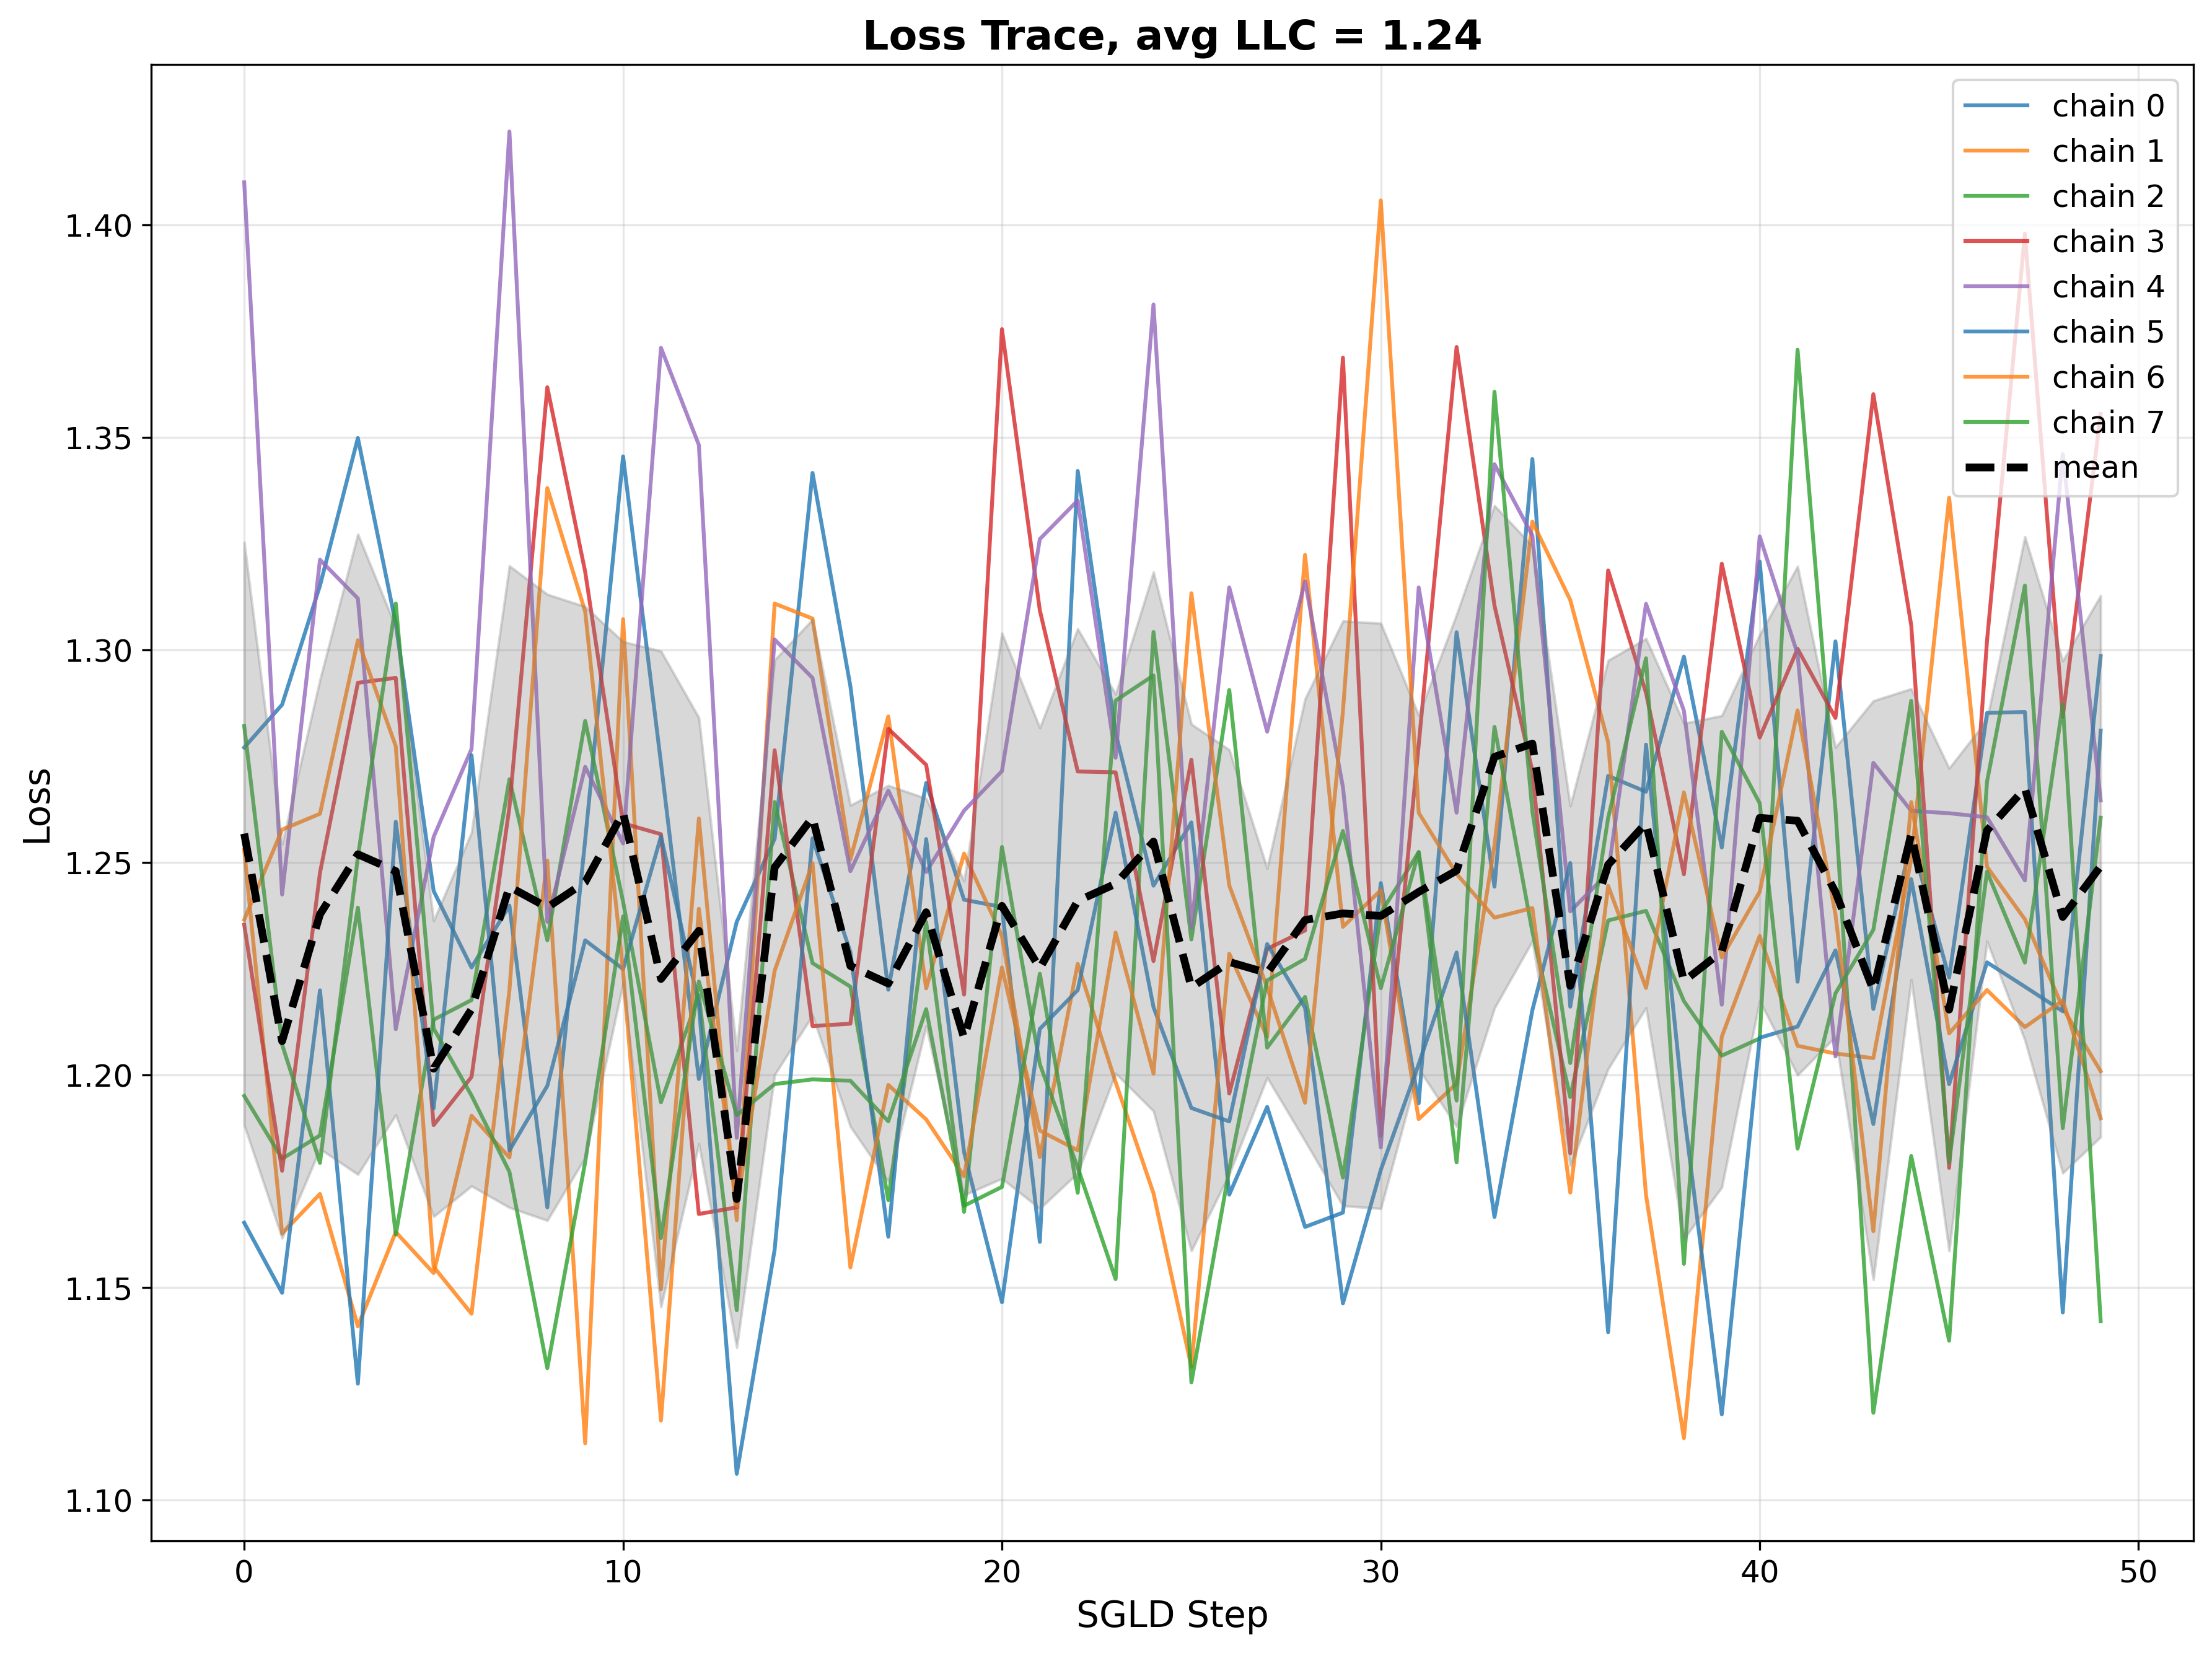 Loss Trace, avg LLC = 1.24
chain 0
chain 1
chain 2
chain 3
chain 4
chain 5
chain 6
chain 7
mean
Loss
1.40
1.35
1.30
1.25
1.20
1.15
1.10
0 10 20 30 40 50
SGLD Step